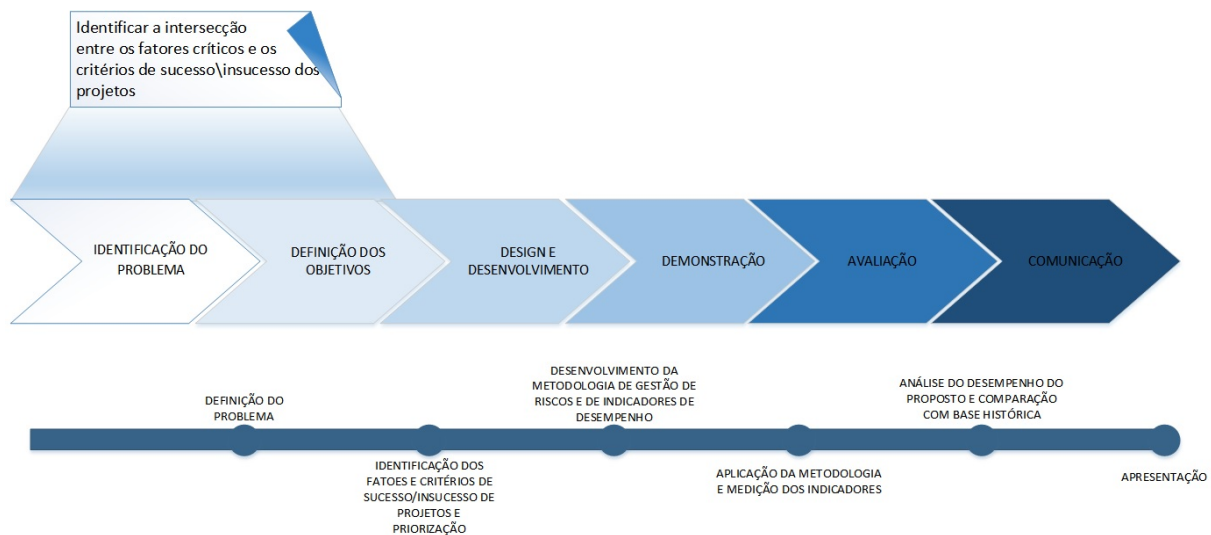 Identificar a intersecção
entre os fatores críticos e os
critérios de sucesso\insucesso dos
projetos
IDENTIFICAÇÃO DO
PROBLEMA
DEFINIÇÃO DOS
OBJETIVOS
DESIGN E
DESENVOLVIMENTO
DEMONSTRAÇÃO
AVALIAÇÃO
COMUNICAÇÃO
DEFINIÇÃO DO
PROBLEMA
IDENTIFICAÇÃO DOS
FATOES E CRITÉRIOS DE
SUCESSO/INSUCESSO DE
PROJETOS E
PRIORIZAÇÃO
DESENVOLVIMENTO DA
METODOLOGIA DE GESTÃO DE
RISCOS E DE INDICADORES DE
DESEMPENHO
APLICAÇÃO DA METODOLOGIA
E MEDIÇÃO DOS INDICADORES
ANÁLISE DO DESEMPENHO DO
PROPOSTO E COMPARAÇÃO
COM BASE HISTÓRICA
APRESENTAÇÃO